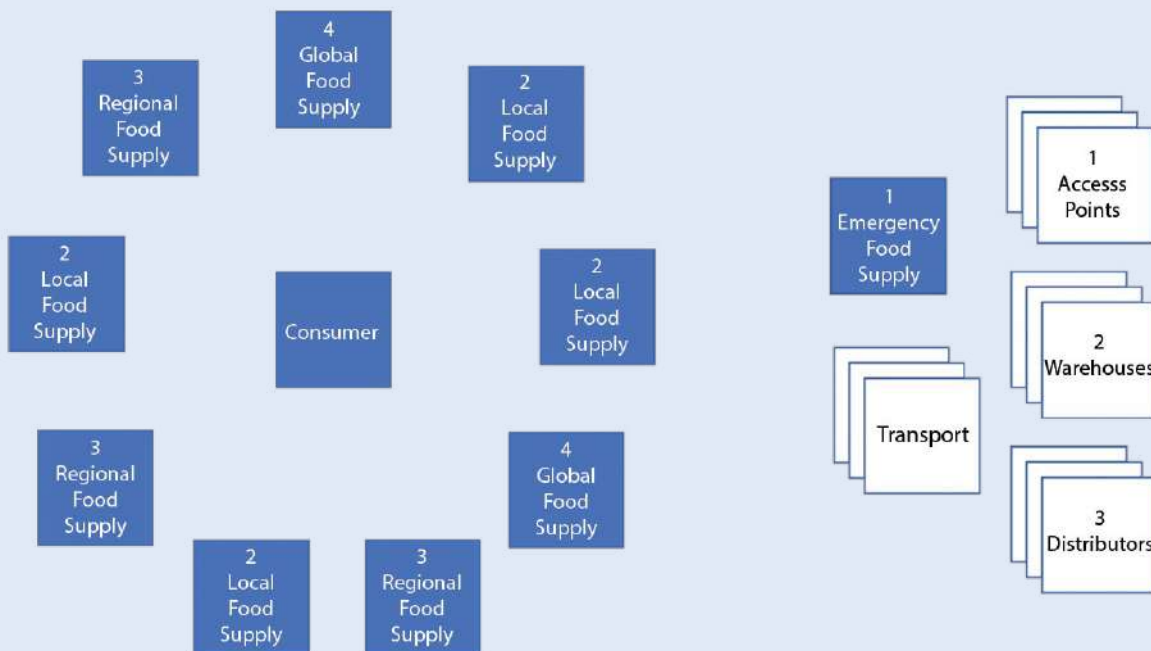 4
Global
Food
Supply
3
Regional
Food
Supply
2
Local
Food
Supply
2
Local
Food
Supply
Consumer
2
Local
Food
Supply
3
Regional
Food
Supply
4
Global
Food
Supply
2
Local
Food
Supply
3
Regional
Food
Supply
1
Emergency
Food
Supply
1
Accesss
Points
Transport
2
Warehouses
3
Distributors